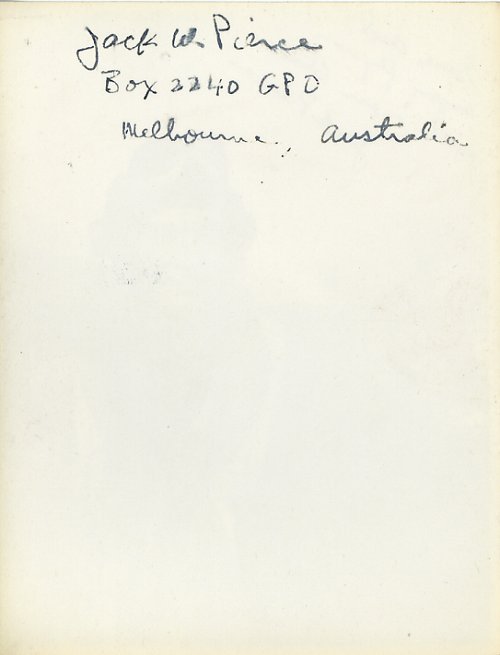 Jack W. Pierce
Box 2240 GPO
Melbourne., Australia